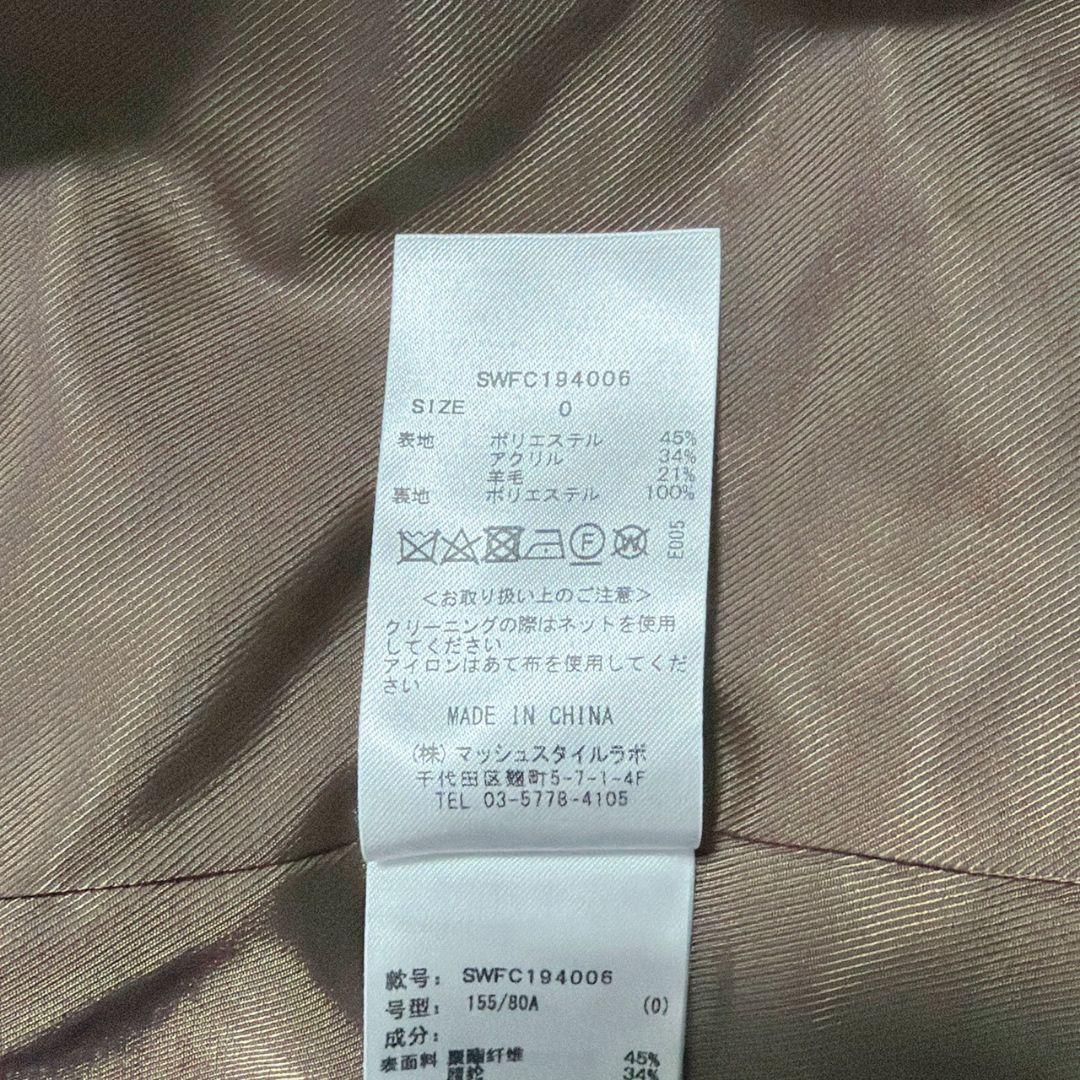 SWFC194006
SIZE 0
表地 ポリエステル 45%
アクリル 34%
羊毛 21%
裏地 ポリエステル 100%
F W E005
<お取り扱い上のご注意>
クリーニングの際はネットを使用
してください
アイロンはあて布を使用してくだ
さい
MADE IN CHINA
(株)マッシュスタイルラボ
千代田区麹町5-7-1-4F
TEL 03-5778-4105
款号: SWFC194006
号型: 155/80A (0)
成分:
表面料 聚酯纤维 45%
腈纶 34%